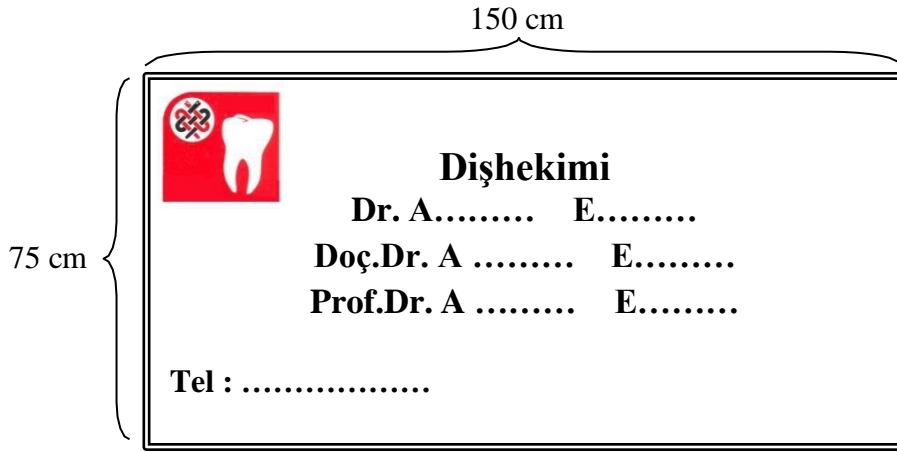 150 cm
75 cm
Dişhekimi
Dr. A......... E.........
Doç.Dr. A ......... E.........
Prof.Dr. A ......... E.........
Tel : ..................